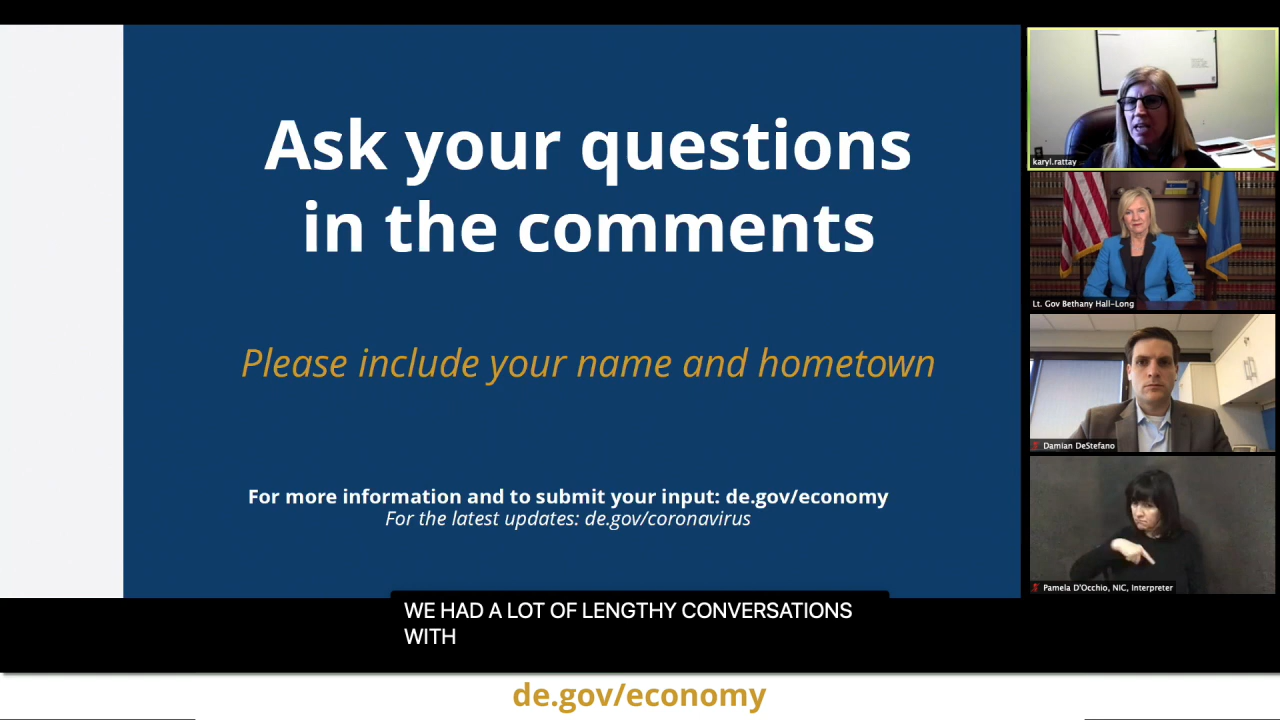 Ask your questions
in the comments
Please include your name and hometown
For more information and to submit your input: de.gov/economy
For the latest updates: de.gov/coronavirus
karyl.rattay
Lt. Gov Bethany Hall-Long
Damian DeStefano
Pamela D'Occhio, NIC, Interpreter
WE HAD A LOT OF LENGTHY CONVERSATIONS
WITH
de.gov/economy